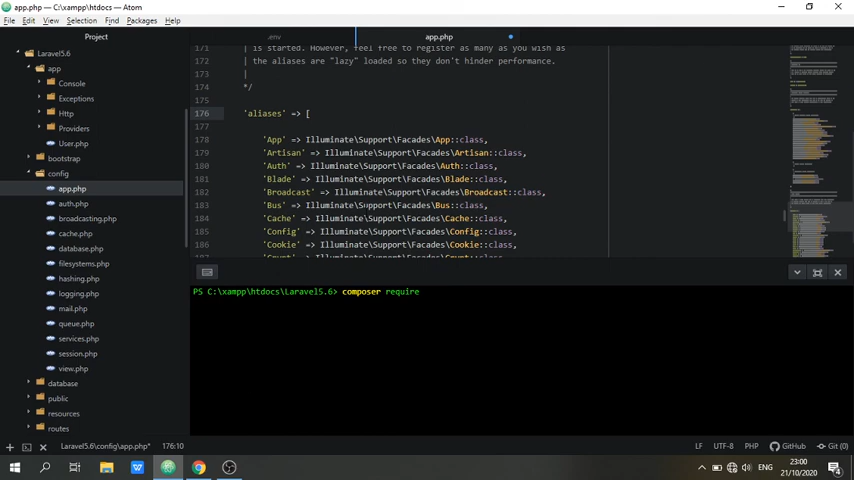 app.php — C:\xampp\htdocs — Atom
File Edit View Selection Find Packages Help
Project
.env
app.php
Laravel5.6
app
Console
Exceptions
Http
Providers
User.php
bootstrap
config
app.php
auth.php
broadcasting.php
cache.php
database.php
filesystems.php
hashing.php
logging.php
mail.php
queue.php
services.php
session.php
view.php
database
public
resources
routes
171 | is started. However, feel free to register as many as you wish as
172 | the aliases are "lazy" loaded so they don't hinder performance.
173 |
174 */
175
176 'aliases' => [
177
178 'App' => Illuminate\Support\Facades\App::class,
179 'Artisan' => Illuminate\Support\Facades\Artisan::class,
180 'Auth' => Illuminate\Support\Facades\Auth::class,
181 'Blade' => Illuminate\Support\Facades\Blade::class,
182 'Broadcast' => Illuminate\Support\Facades\Broadcast::class,
183 'Bus' => Illuminate\Support\Facades\Bus::class,
184 'Cache' => Illuminate\Support\Facades\Cache::class,
185 'Config' => Illuminate\Support\Facades\Config::class,
186 'Cookie' => Illuminate\Support\Facades\Cookie::class,
187 'Crypt' => Illuminate\Support\Facades\Crypt::class,
PS C:\xampp\htdocs\Laravel5.6> composer require
Laravel5.6\config\app.php* 176:10
LF UTF-8 PHP GitHub Git (0)
ENG
23:00
21/10/2020
4